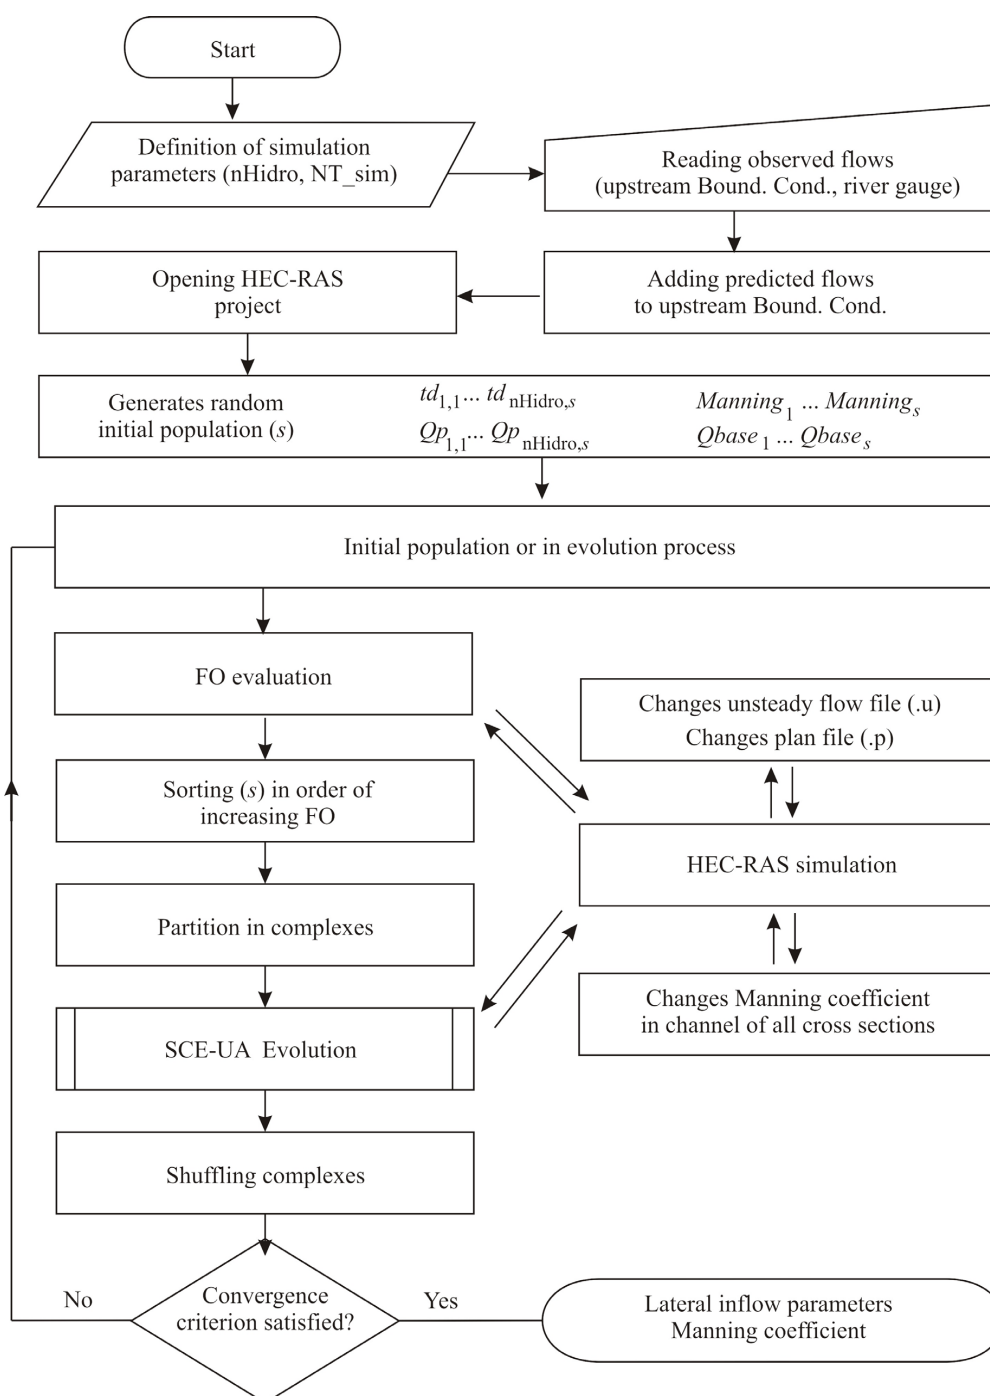 Start
Definition of simulation
parameters (nHidro, NT_sim)
Reading observed flows
(upstream Bound. Cond., river gauge)
Opening HEC-RAS
project
Adding predicted flows
to upstream Bound. Cond.
Generates random
initial population (s)
td1,1... td nHidro,s
Qp1,1... Qp nHidro,s
Manning1 ... Mannings
Qbase1 ... Qbases
Initial population or in evolution process
FO evaluation
Changes unsteady flow file (.u)
Changes plan file (.p)
Sorting (s) in order of
increasing FO
HEC-RAS simulation
Partition in complexes
Changes Manning coefficient
in channel of all cross sections
SCE-UA Evolution
Shuffling complexes
No
Convergence
criterion satisfied?
Yes
Lateral inflow parameters
Manning coefficient